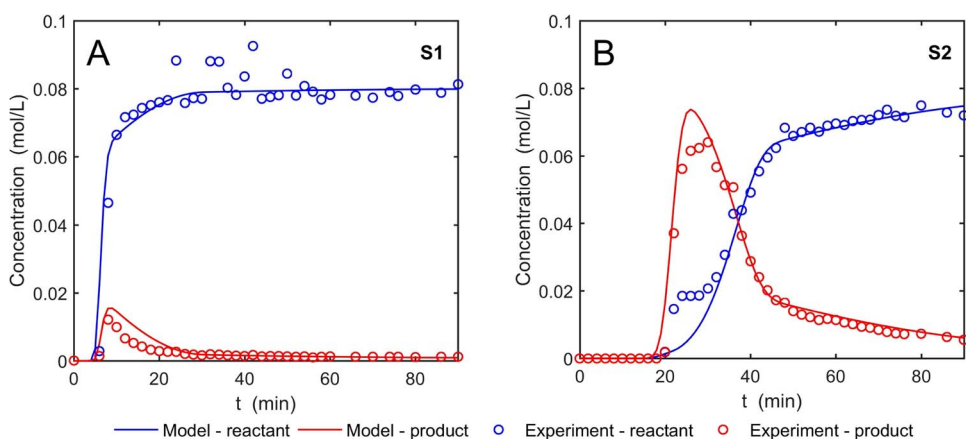 A
S1
0.1
0.08
0.06
0.04
0.02
0
0 20 40 60 80
Concentration (mol/L)
t (min)
B
S2
0.1
0.08
0.06
0.04
0.02
0
0 20 40 60 80
Concentration (mol/L)
t (min)
Model - reactant Model - product Experiment - reactant Experiment - product